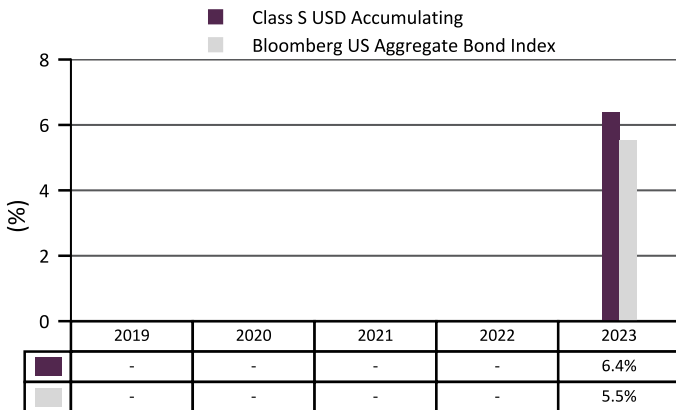 Class S USD Accumulating
Bloomberg US Aggregate Bond Index
8
6
4
2
0
(%)
2019 2020 2021 2022 2023
- - - - 6.4%
- - - - 5.5%